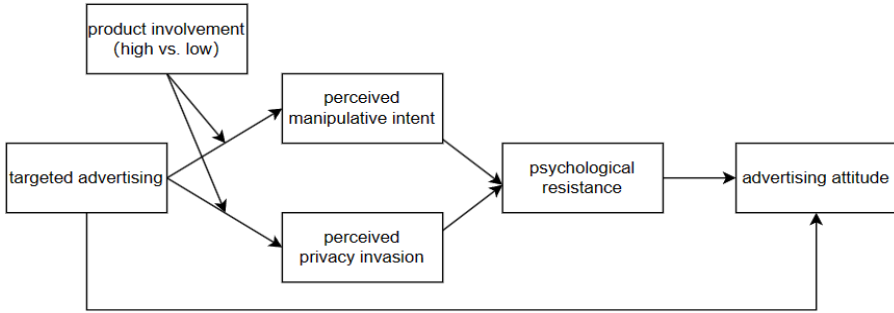 product involvement
(high vs. low)
perceived
manipulative intent
targeted advertising
psychological
resistance
advertising attitude
perceived
privacy invasion